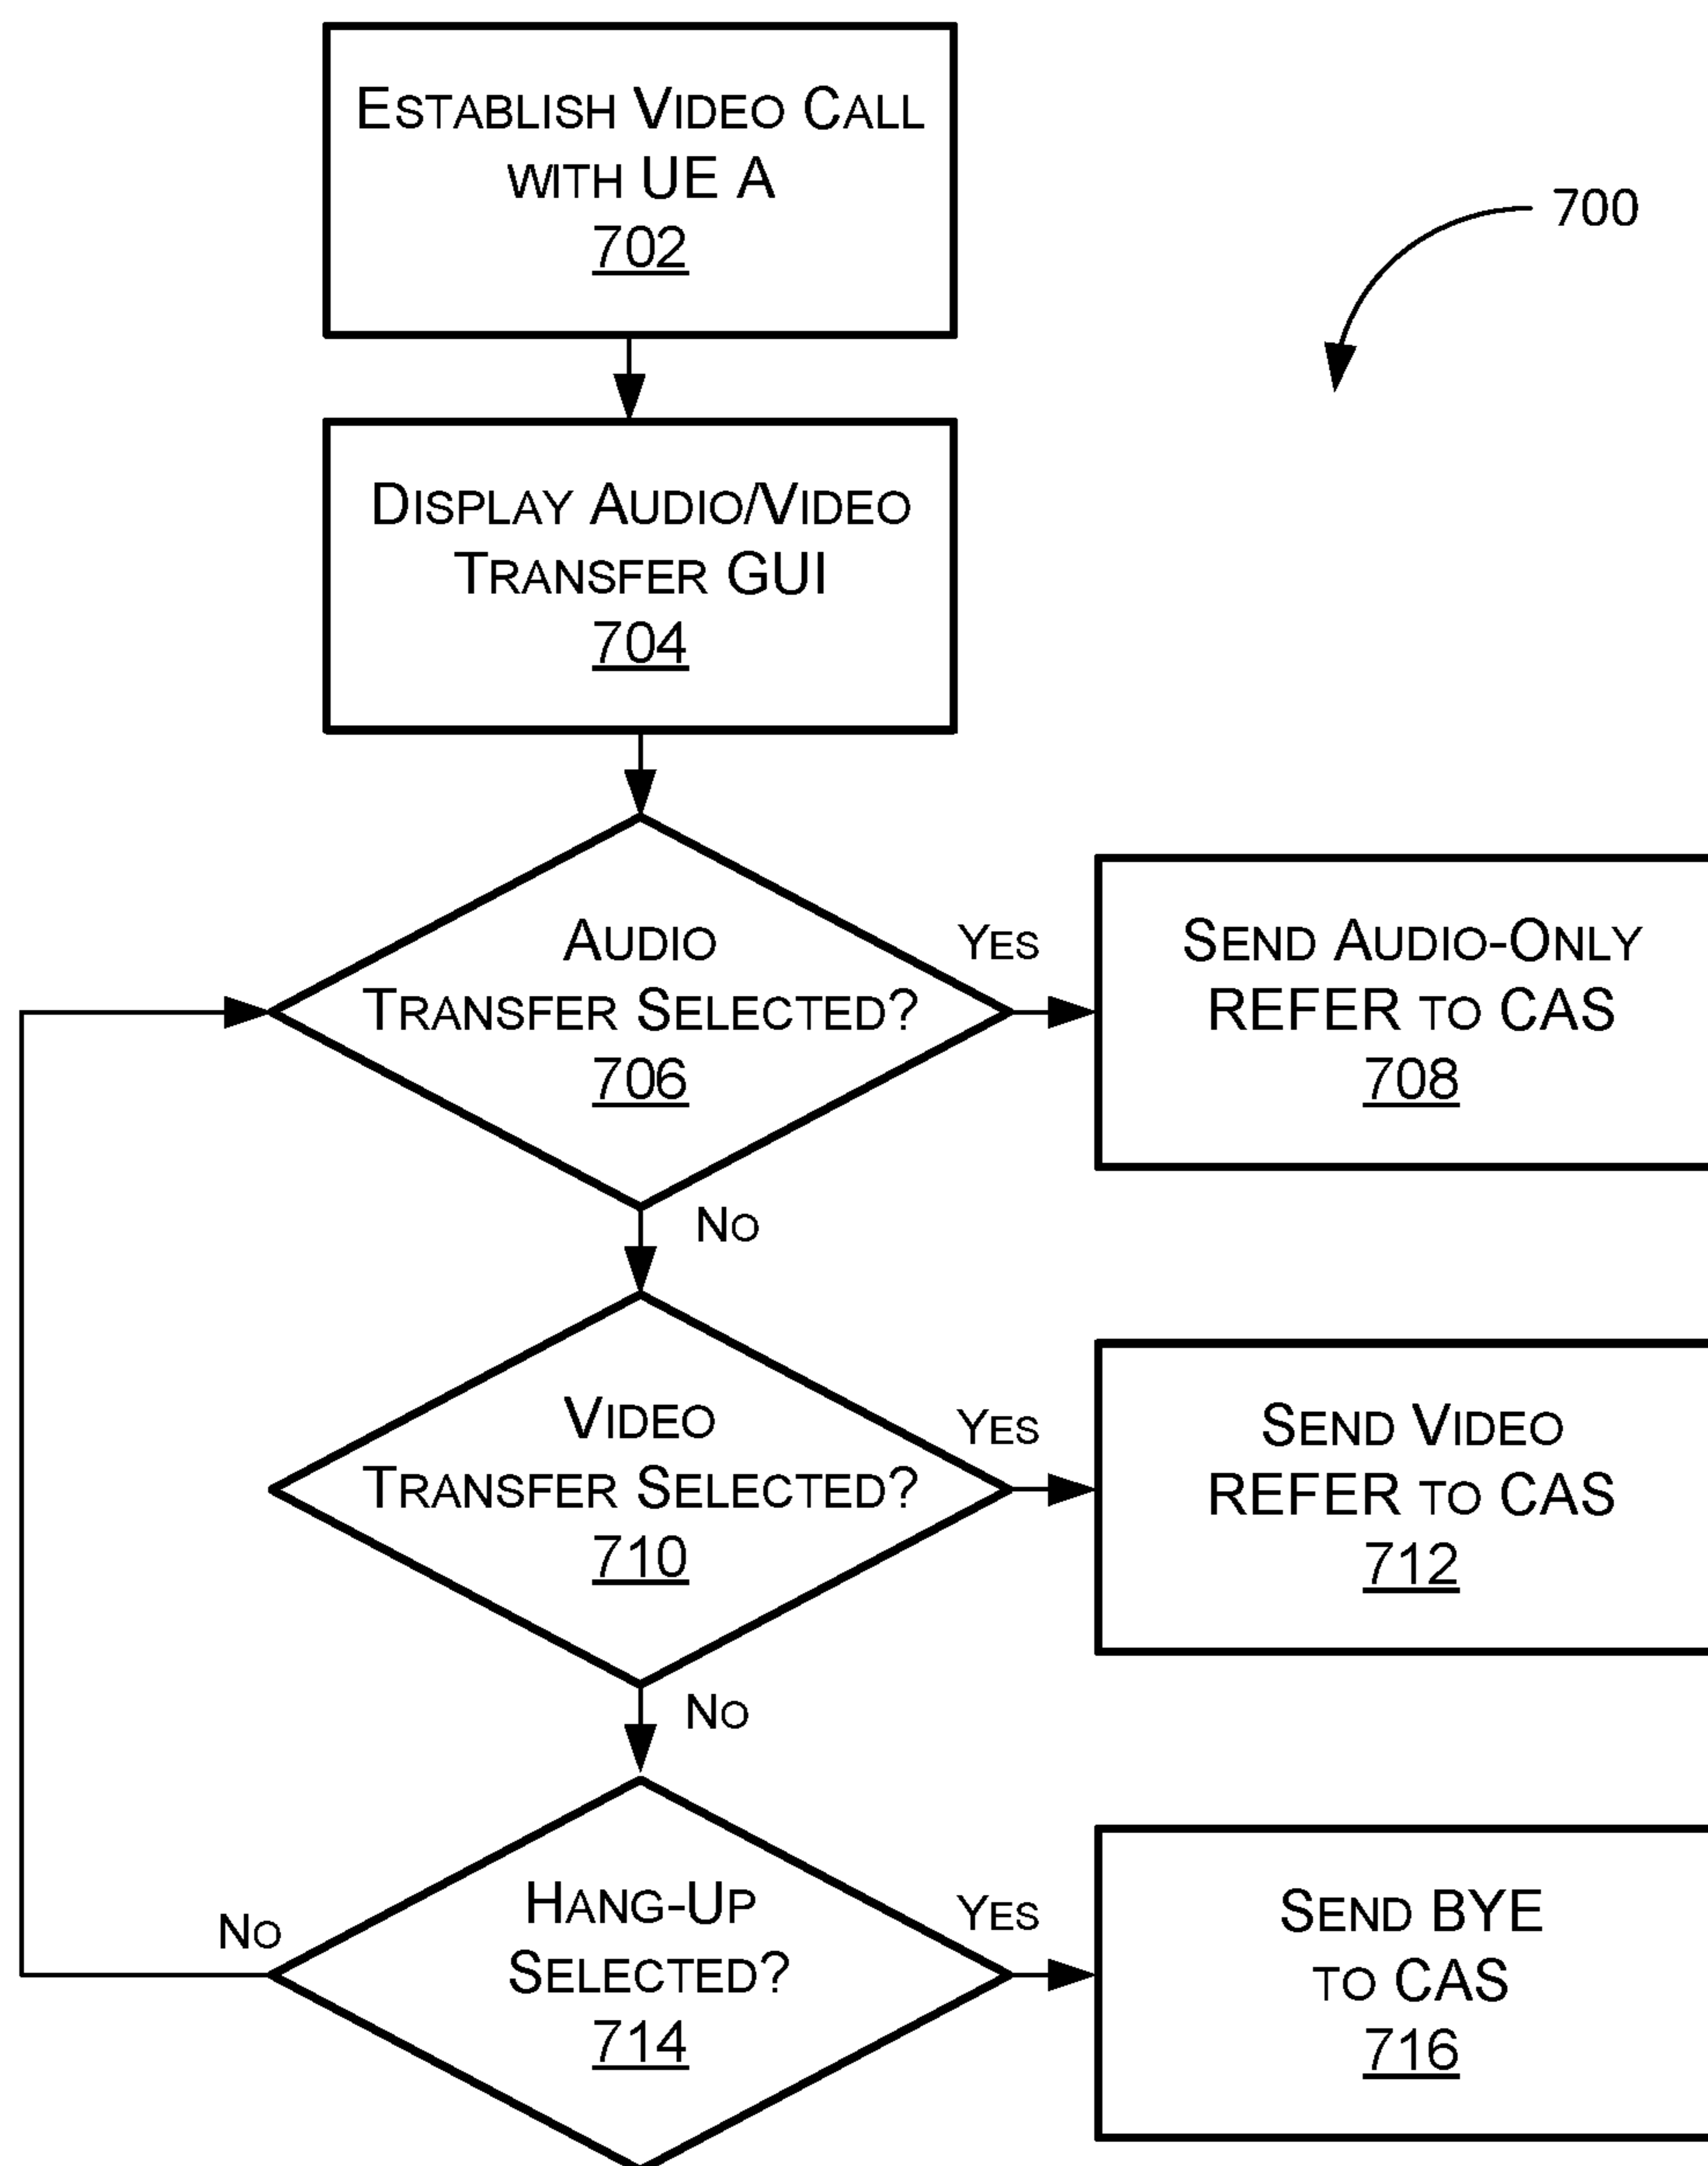 Establish Video Call
with UE A
702
700
Display Audio/Video
Transfer GUI
704
Audio
Transfer Selected?
706
Yes
Send Audio-Only
REFER to CAS
708
No
Video
Transfer Selected?
710
Yes
Send Video
REFER to CAS
712
No
Hang-Up
Selected?
714
No
Yes
Send BYE
to CAS
716